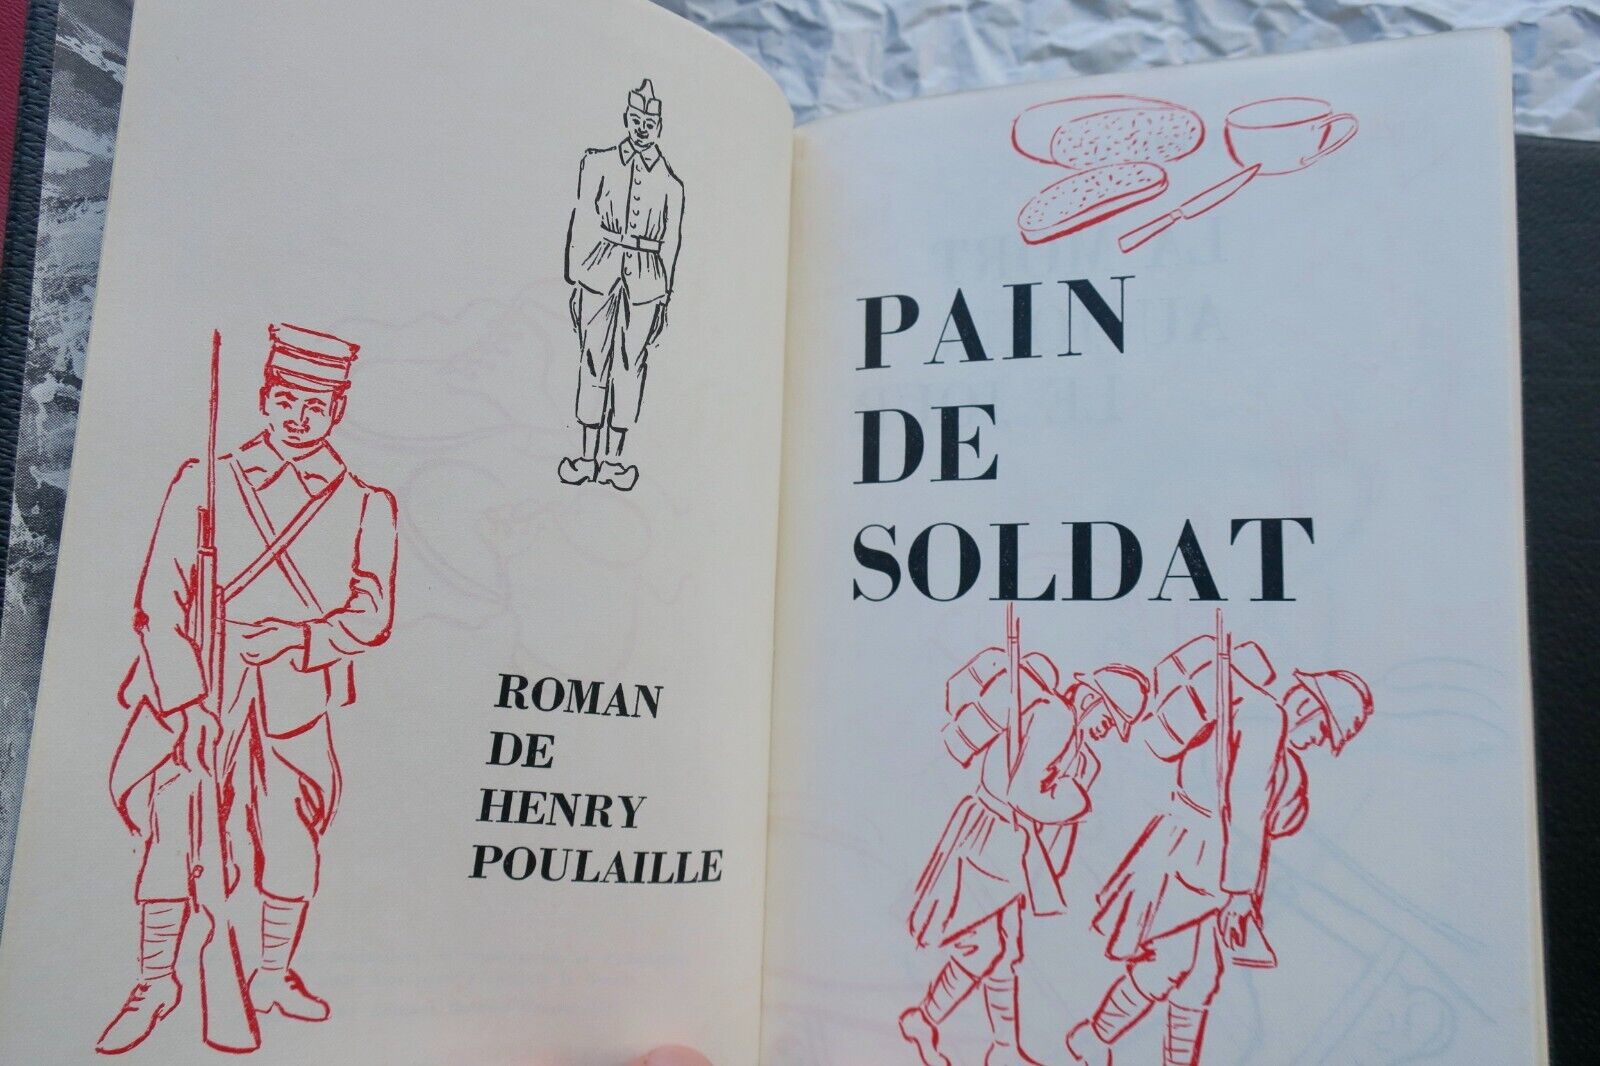 ROMAN
DE
HENRY
POULAILLE
PAIN
DE
SOLDAT